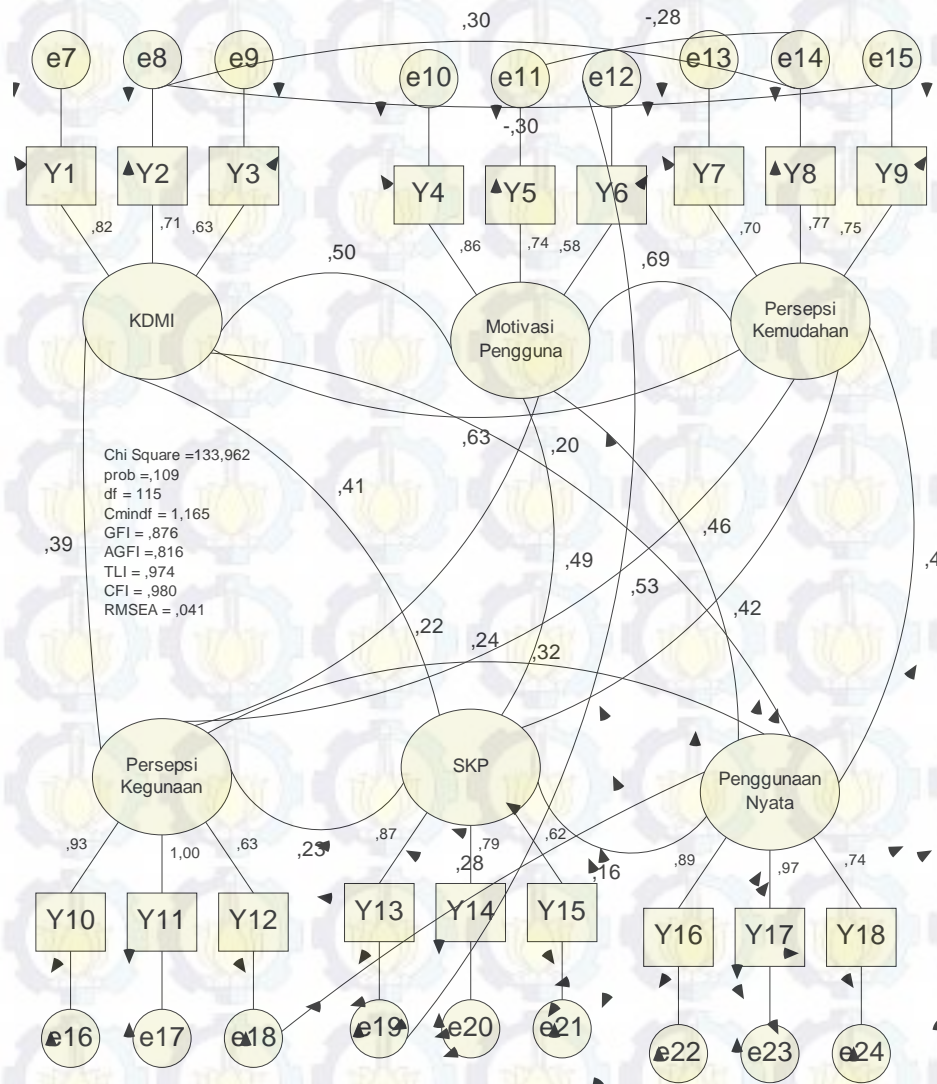 ,30
-,28
e7
e8
e9
e10
e11
e12
e13
e14
e15
-,30
Y1
Y2
Y3
Y4
Y5
Y6
Y7
Y8
Y9
,82
,71
,63
,86
,74
,58
,70
,77
,75
,50
,69
KDMI
Motivasi
Pengguna
Persepsi
Kemudahan
,63
,20
Chi Square =133,962
prob =,109
df = 115
Cmindf = 1,165
GFI = ,876
AGFI =,816
TLI = ,974
CFI = ,980
RMSEA = ,041
,39
,41
,46
,49
,53
,42
,4
,22
,24
,32
Persepsi
Kegunaan
SKP
Penggunaan
Nyata
,93
1,00
,63
,23
,87
,28
,79
,62
,16
,89
,97
,74
Y10
Y11
Y12
Y13
Y14
Y15
Y16
Y17
Y18
e16
e17
e18
e19
e20
e21
e22
e23
e24